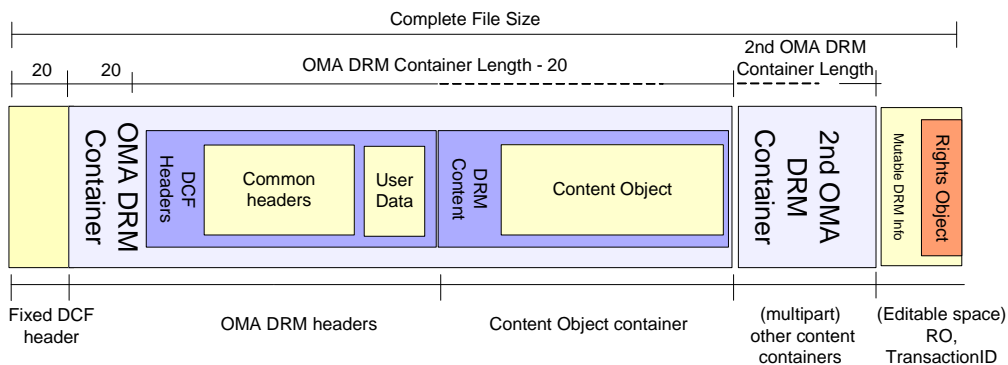 Complete File Size
2nd OMA DRM
Container Length
20
20
OMA DRM Container Length - 20
OMA DRM
Container
DCF
Headers
Common
headers
User
Data
DRM
Content
Content Object
2nd OMA
DRM
Container
Mutable DRM Info
Rights Object
Fixed DCF
header
OMA DRM headers
Content Object container
(multipart)
other content
containers
(Editable space)
RO,
TransactionID